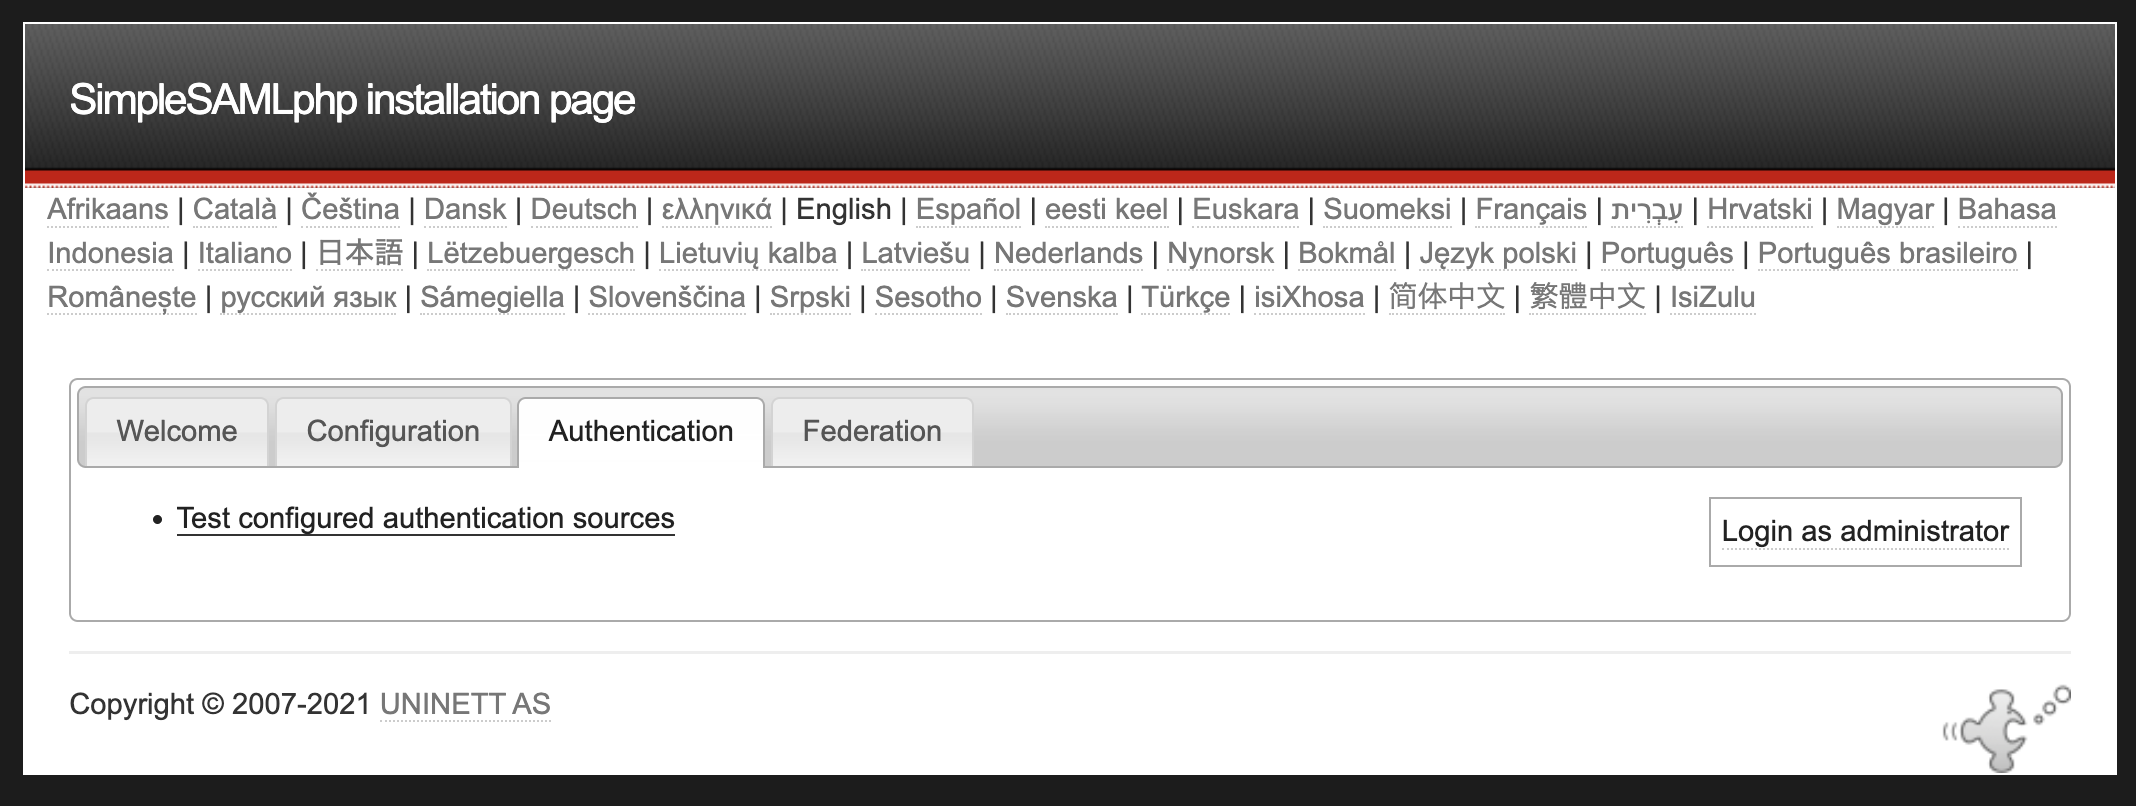 SimpleSAMLphp installation page
Afrikaans | Català | Čeština | Dansk | Deutsch | ελληνικά | English | Español | eesti keel | Euskara | Suomeksi | Français | עִבְרִית | Hrvatski | Magyar | Bahasa
Indonesia | Italiano | 日本語 | Lëtzebuergesch | Lietuvių kalba | Latviešu | Nederlands | Nynorsk | Bokmål | Język polski | Português | Português brasileiro |
Românește | русский язык | Sámegiella | Slovenščina | Srpski | Sesotho | Svenska | Türkçe | isiXhosa | 简体中文 | 繁體中文 | IsiZulu
Welcome Configuration Authentication Federation
• Test configured authentication sources
Login as administrator
Copyright © 2007-2021 UNINETT AS